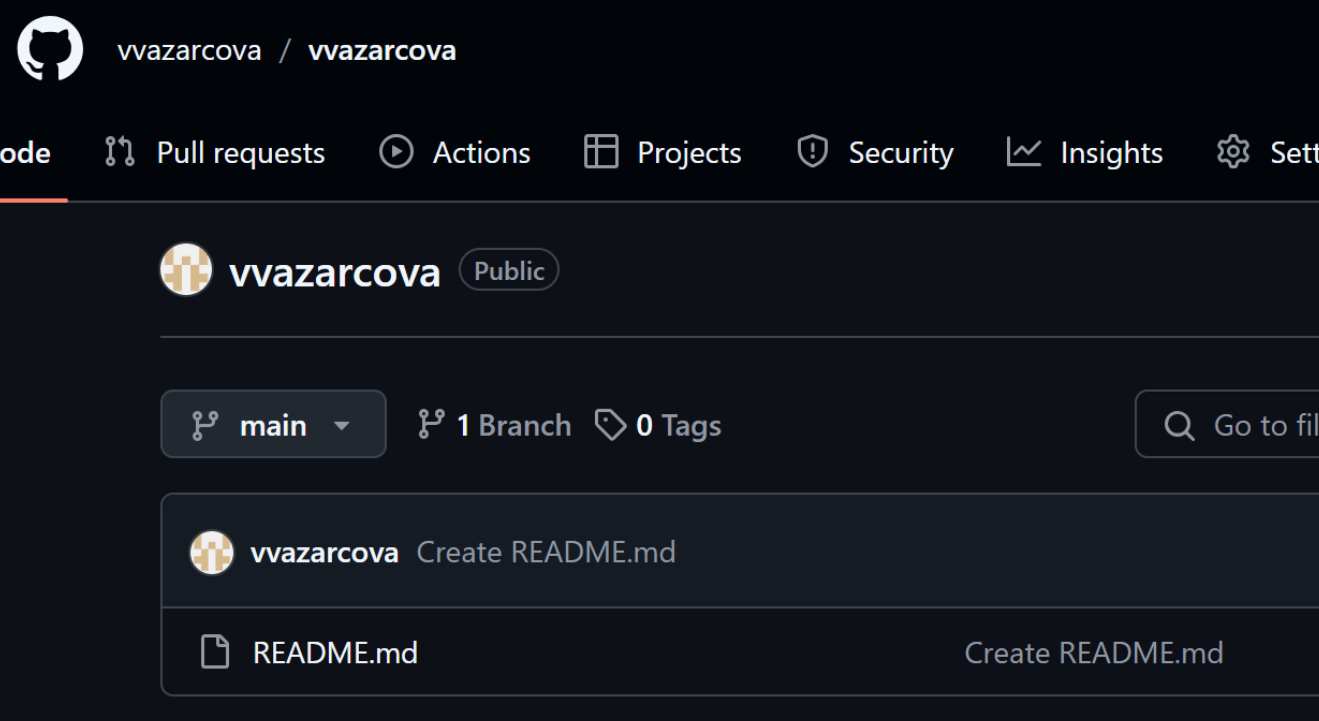 vvazarcova / vvazarcova
ode Pull requests Actions Projects Security Insights Sett
vvazarcova Public
main 1 Branch 0 Tags Go to fil
vvazarcova Create README.md
README.md Create README.md